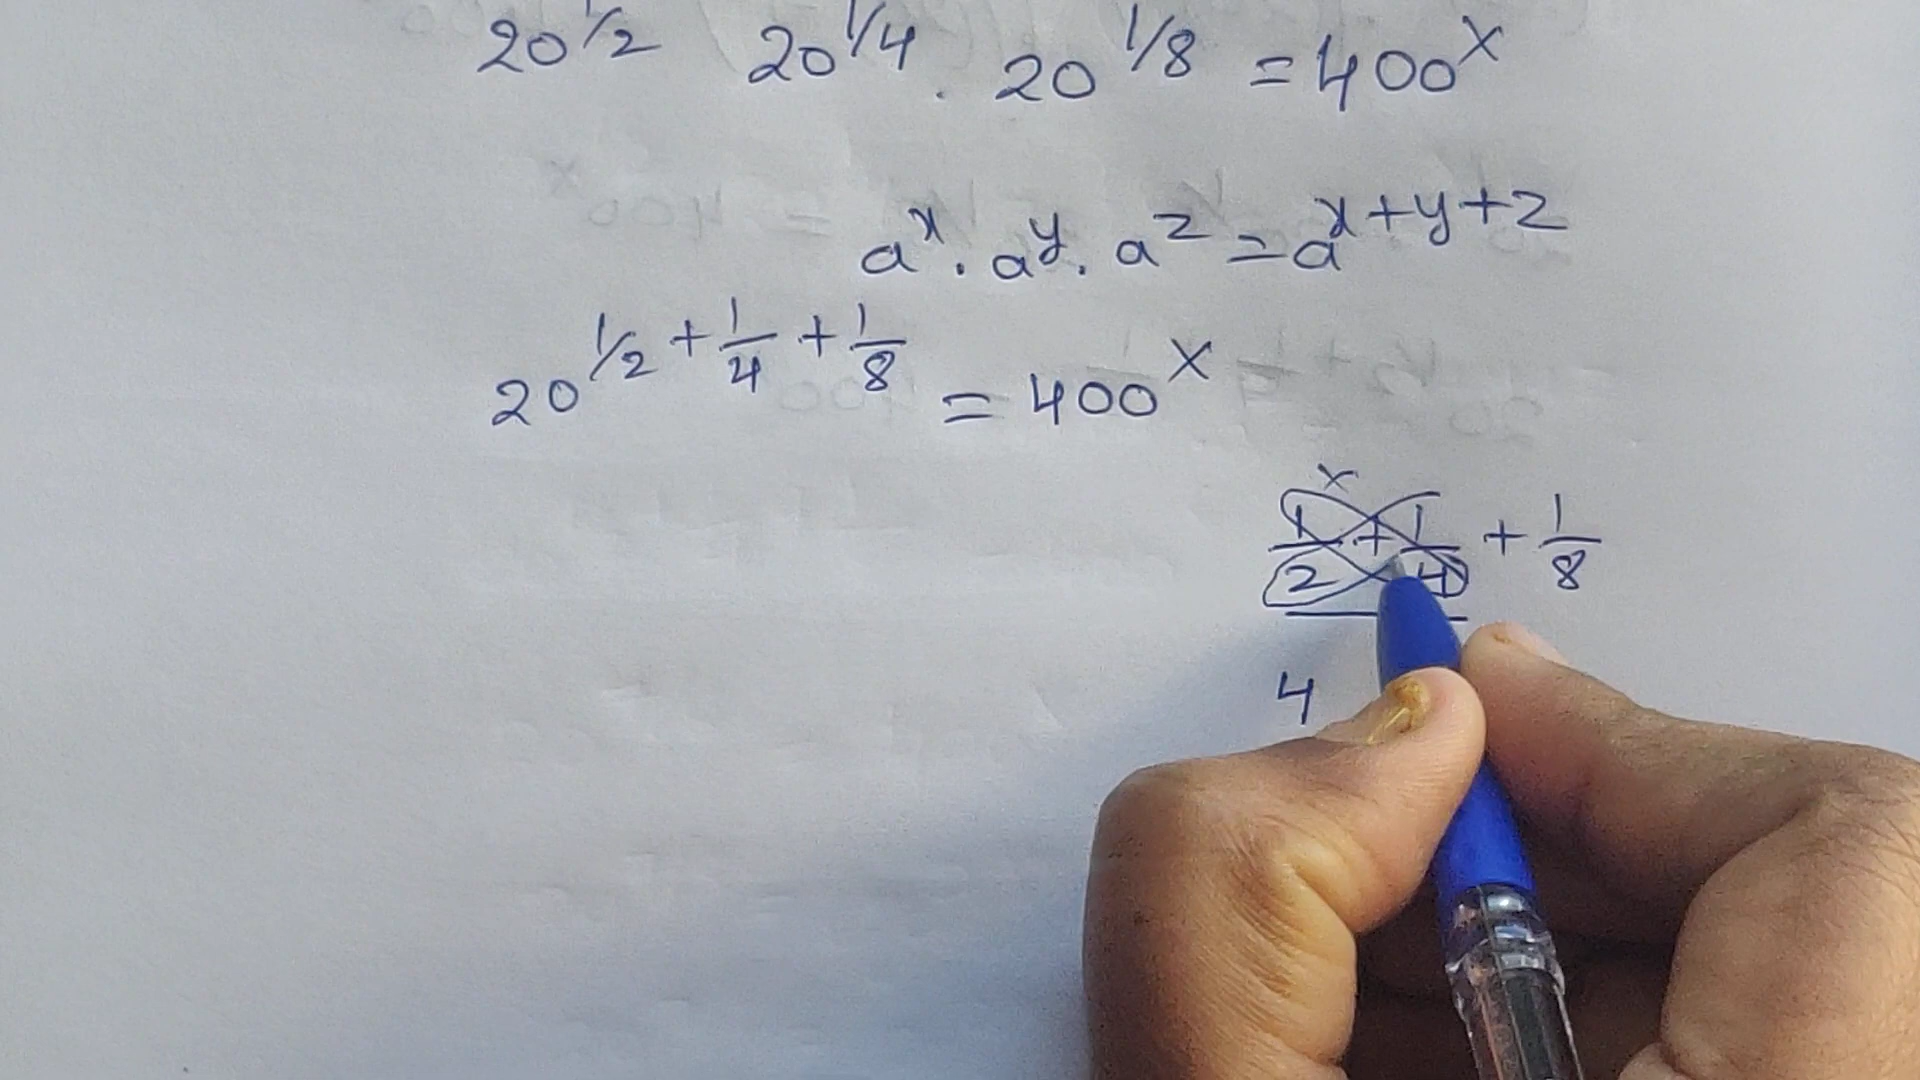 20^1/2 20^1/4 . 20^1/8 = 400^x
a^x . a^y . a^z = a^x+y+z
20^1/2 + 1/4 + 1/8 = 400^x
x
1/2 + 1/4 + 1/8
4